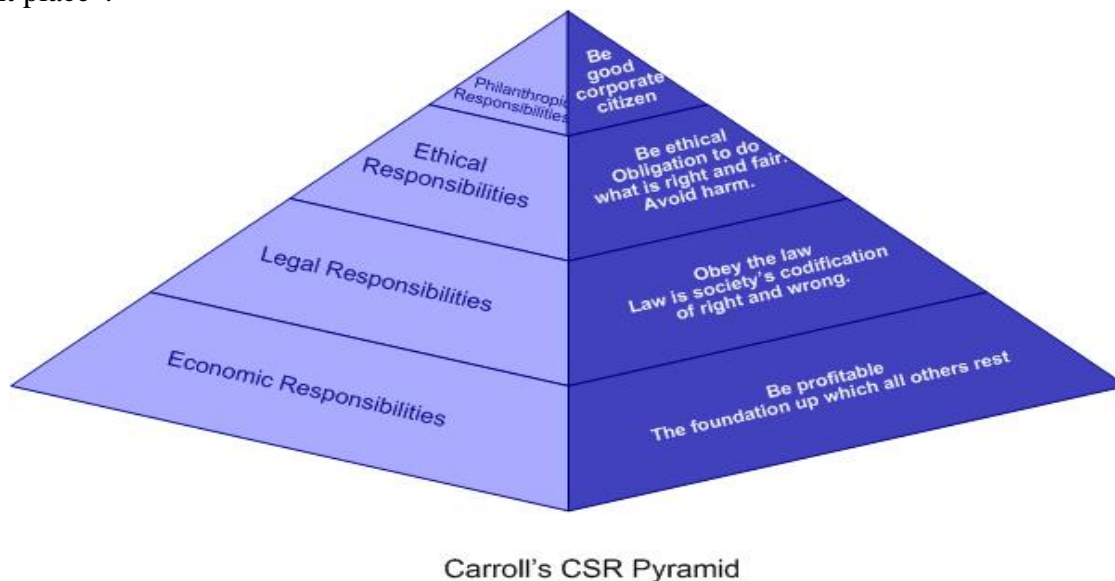 Philanthropic
Responsibilities
Be
good
corporate
citizen
Ethical
Responsibilities
Be ethical
Obligation to do
what is right and fair.
Avoid harm.
Legal Responsibilities
Obey the law
Law is society's codification
of right and wrong.
Economic Responsibilities
Be profitable
The foundation up which all others rest
Carroll's CSR Pyramid